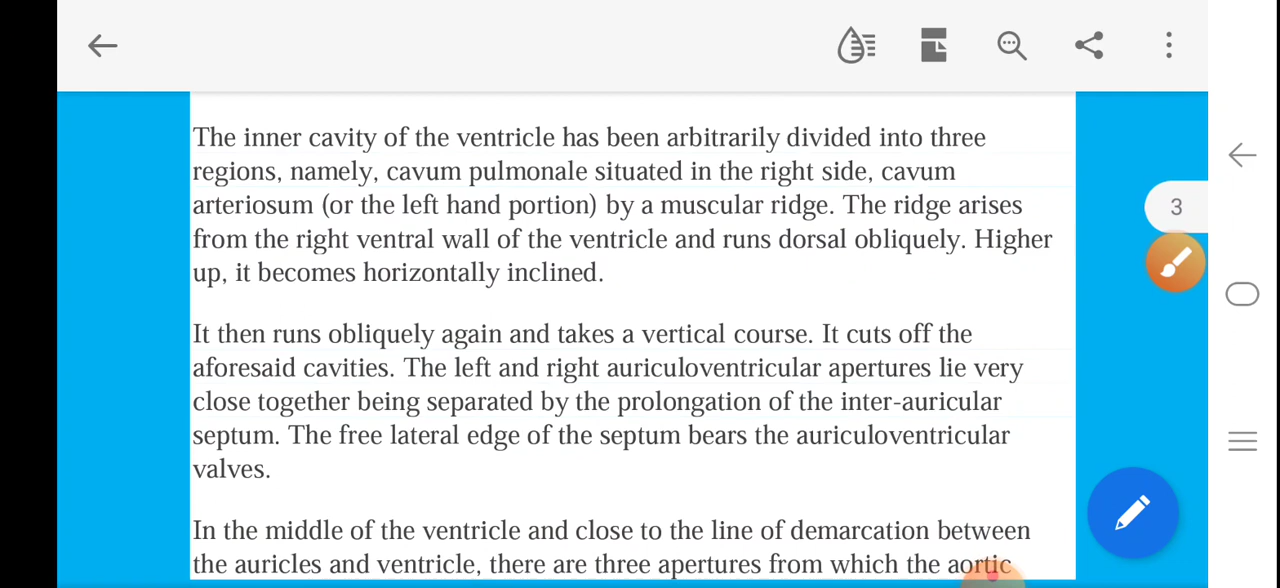 3
The inner cavity of the ventricle has been arbitrarily divided into three
regions, namely, cavum pulmonale situated in the right side, cavum
arteriosum (or the left hand portion) by a muscular ridge. The ridge arises
from the right ventral wall of the ventricle and runs dorsal obliquely. Higher
up, it becomes horizontally inclined.
It then runs obliquely again and takes a vertical course. It cuts off the
aforesaid cavities. The left and right auriculoventricular apertures lie very
close together being separated by the prolongation of the inter-auricular
septum. The free lateral edge of the septum bears the auriculoventricular
valves.
In the middle of the ventricle and close to the line of demarcation between
the auricles and ventricle, there are three apertures from which the aortic